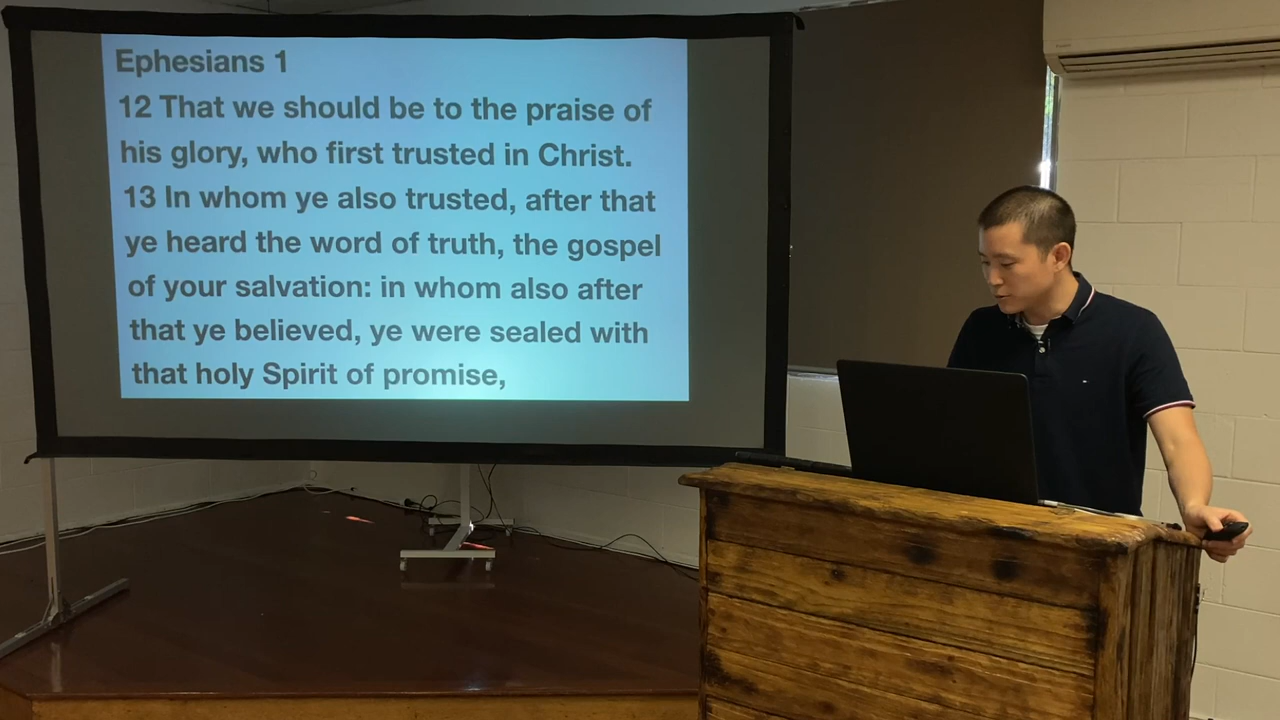 Ephesians 1
12 That we should be to the praise of
his glory, who first trusted in Christ.
13 In whom ye also trusted, after that
ye heard the word of truth, the gospel
of your salvation: in whom also after
that ye believed, ye were sealed with
that holy Spirit of promise,